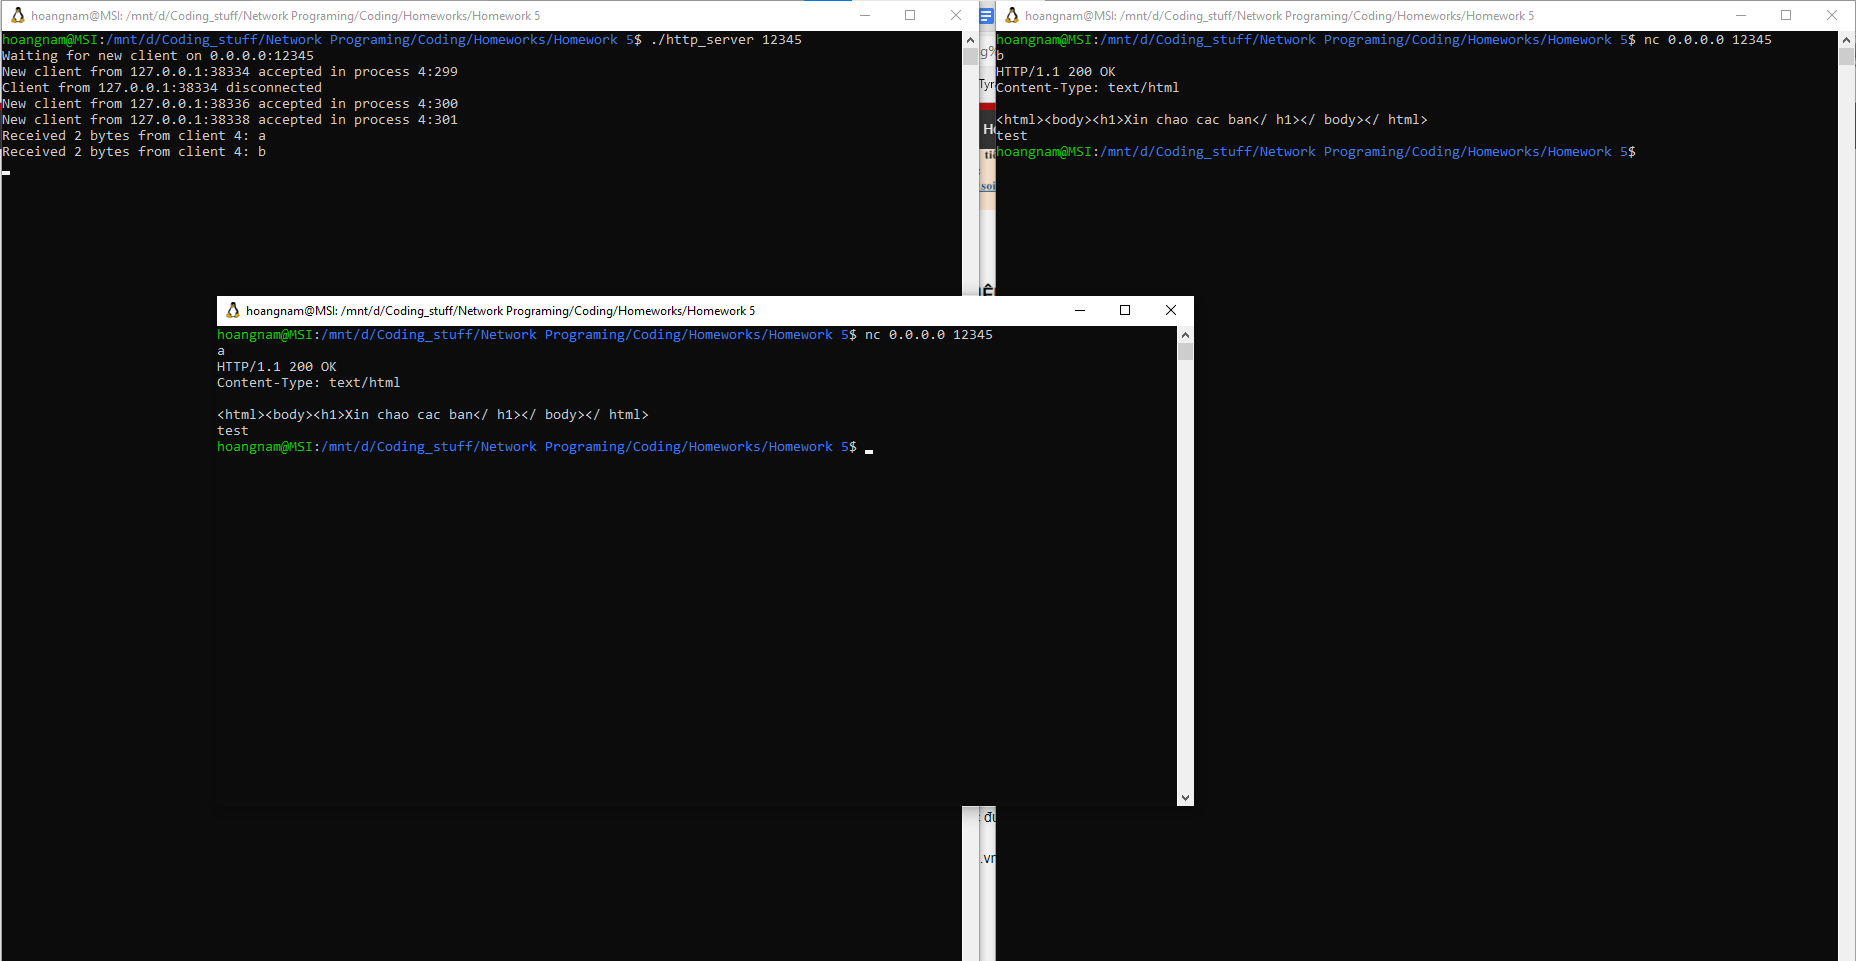 hoangnam@MSI: /mnt/d/Coding_stuff/Network Programing/Coding/Homeworks/Homework 5
hoangnam@MSI:/mnt/d/Coding_stuff/Network Programing/Coding/Homeworks/Homework 5$ ./http_server 12345
Waiting for new client on 0.0.0.0:12345
New client from 127.0.0.1:38334 accepted in process 4:299
Client from 127.0.0.1:38334 disconnected
New client from 127.0.0.1:38336 accepted in process 4:300
New client from 127.0.0.1:38338 accepted in process 4:301
Received 2 bytes from client 4: a
Received 2 bytes from client 4: b
hoangnam@MSI: /mnt/d/Coding_stuff/Network Programing/Coding/Homeworks/Homework 5
hoangnam@MSI:/mnt/d/Coding_stuff/Network Programing/Coding/Homeworks/Homework 5$ nc 0.0.0.0 12345
b
HTTP/1.1 200 OK
Content-Type: text/html
<html><body><h1>Xin chao cac ban</ h1></ body></ html>
test
hoangnam@MSI:/mnt/d/Coding_stuff/Network Programing/Coding/Homeworks/Homework 5$
hoangnam@MSI: /mnt/d/Coding_stuff/Network Programing/Coding/Homeworks/Homework 5
hoangnam@MSI:/mnt/d/Coding_stuff/Network Programing/Coding/Homeworks/Homework 5$ nc 0.0.0.0 12345
a
HTTP/1.1 200 OK
Content-Type: text/html
<html><body><h1>Xin chao cac ban</ h1></ body></ html>
test
hoangnam@MSI:/mnt/d/Coding_stuff/Network Programing/Coding/Homeworks/Homework 5$